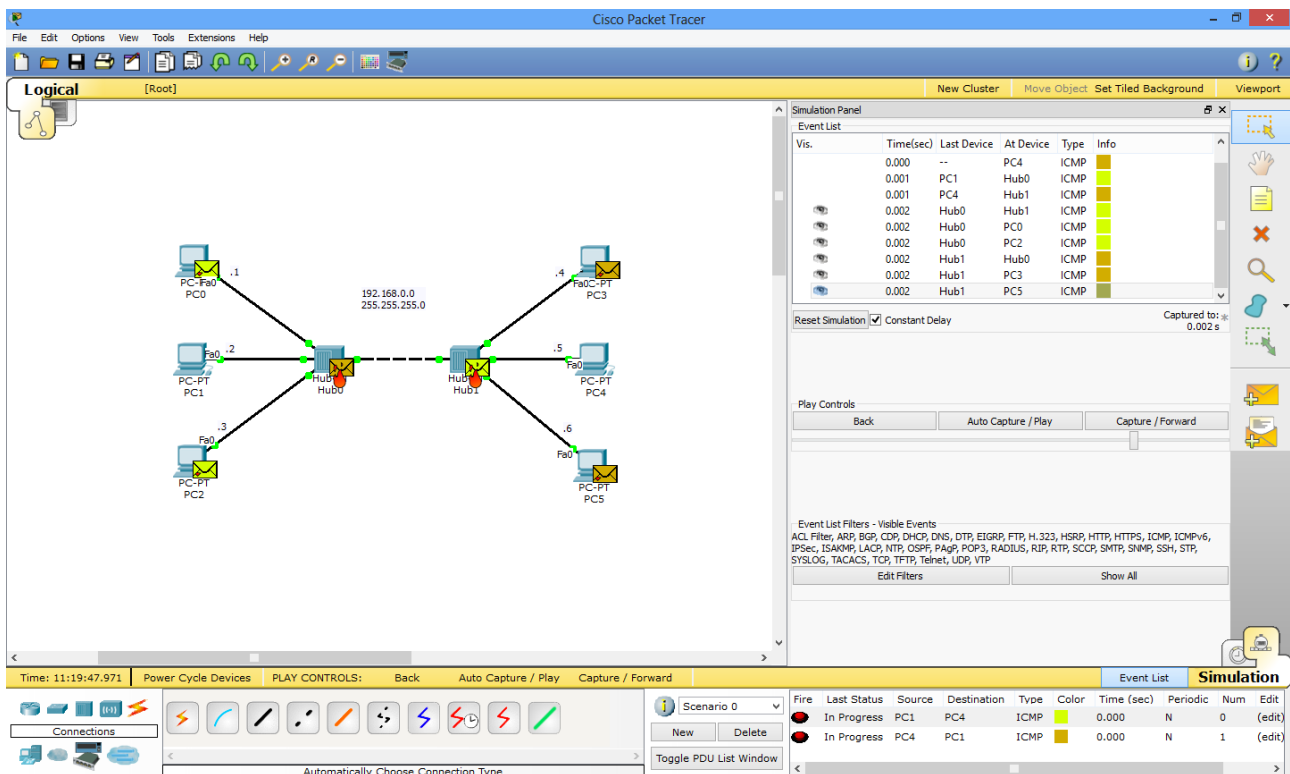 Cisco Packet Tracer
File Edit Options View Tools Extensions Help
Logical [Root] New Cluster Move Object Set Tiled Background Viewport
Simulation Panel
Event List
Vis. Time(sec) Last Device At Device Type Info
0.000 -- PC4 ICMP
0.001 PC1 Hub0 ICMP
0.001 PC4 Hub1 ICMP
0.002 Hub0 Hub1 ICMP
0.002 Hub0 PC0 ICMP
0.002 Hub0 PC2 ICMP
0.002 Hub1 Hub0 ICMP
0.002 Hub1 PC3 ICMP
0.002 Hub1 PC5 ICMP
Reset Simulation Constant Delay Captured to: *
0.002 s
Play Controls
Back Auto Capture / Play Capture / Forward
Event List Filters - Visible Events
ACL Filter, ARP, BGP, CDP, DHCP, DNS, DTP, EIGRP, FTP, H.323, HSRP, HTTP, HTTPS, ICMP, ICMPv6,
IPSec, ISAKMP, LACP, NTP, OSPF, PAgP, POP3, RADIUS, RIP, RTP, SCCP, SMTP, SNMP, SSH, STP,
SYSLOG, TACACS, TCP, TFTP, Telnet, UDP, VTP
Edit Filters Show All
.1
Fa0
PC0
192.168.0.0
255.255.255.0
.4
Fa0
PC3
.2
Fa0
PC-PT
PC1
Hub0
.5
Fa0
PC-PT
PC4
Hub1
.3
Fa0
PC-PT
PC2
.6
Fa0
PC-PT
PC5
Time: 11:19:47.971 Power Cycle Devices PLAY CONTROLS: Back Auto Capture / Play Capture / Forward Event List Simulation
Connections
Automatically Choose Connection Type
Scenario 0
New Delete
Toggle PDU List Window
Fire Last Status Source Destination Type Color Time (sec) Periodic Num Edit
In Progress PC1 PC4 ICMP 0.000 N 0 (edit)
In Progress PC4 PC1 ICMP 0.000 N 1 (edit)